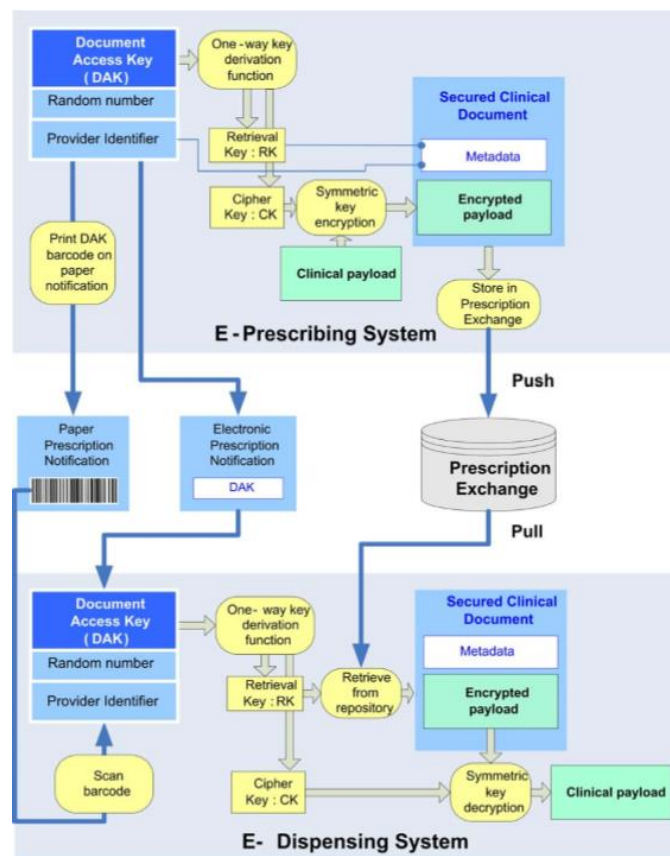 Document
Access Key
( DAK)
Random number
Provider Identifier
One - way key
derivation
function
Retrieval
Key : RK
Cipher
Key : CK
Symmetric
key
encryption
Clinical payload
Secured Clinical
Document
Metadata
Encrypted
payload
Print DAK
barcode on
paper
notification
Store in
Prescription
Exchange
E - Prescribing System
Push
Paper
Prescription
Notification
Electronic
Prescription
Notification
DAK
Prescription
Exchange
Pull
Document
Access Key
( DAK)
Random number
Provider Identifier
One- way key
derivation
function
Retrieval
Key : RK
Retrieve
from
repository
Secured Clinical
Document
Metadata
Encrypted
payload
Scan
barcode
Cipher
Key : CK
Symmetric
key
decryption
Clinical payload
E- Dispensing System